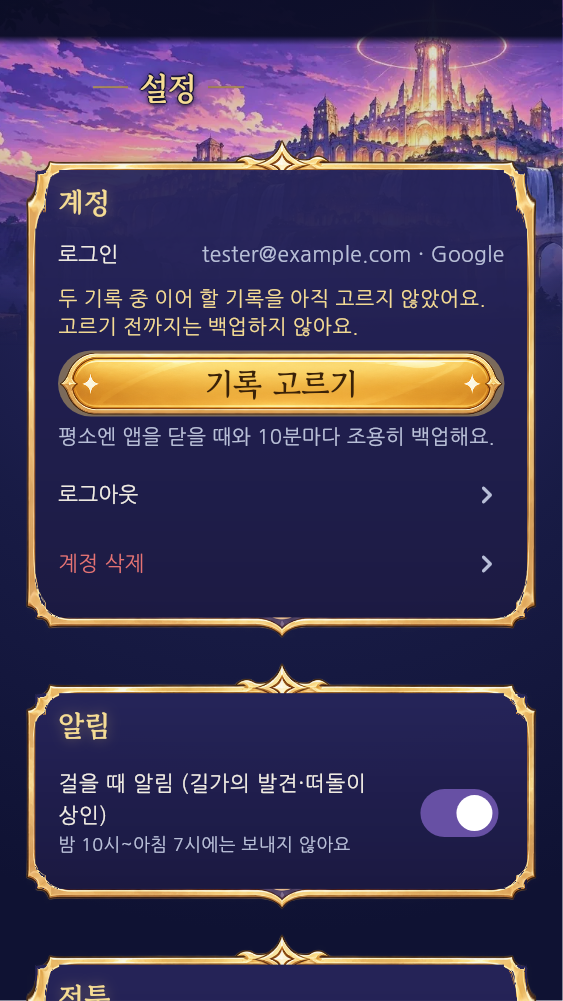 설정
계정
로그인 tester@example.com · Google
두 기록 중 이어 할 기록을 아직 고르지 않았어요.
고르기 전까지는 백업하지 않아요.
기록 고르기
평소엔 앱을 닫을 때와 10분마다 조용히 백업해요.
로그아웃
계정 삭제
알림
걸을 때 알림 (길가의 발견·떠돌이
상인)
밤 10시~아침 7시에는 보내지 않아요